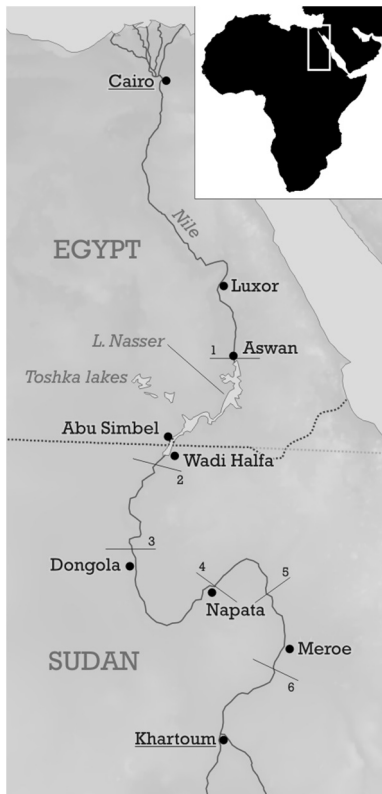 Cairo
Nile
EGYPT
Luxor
L. Nasser
1
Aswan
Toshka lakes
Abu Simbel
Wadi Halfa
2
3
Dongola
4
5
Napata
SUDAN
Meroe
6
Khartoum